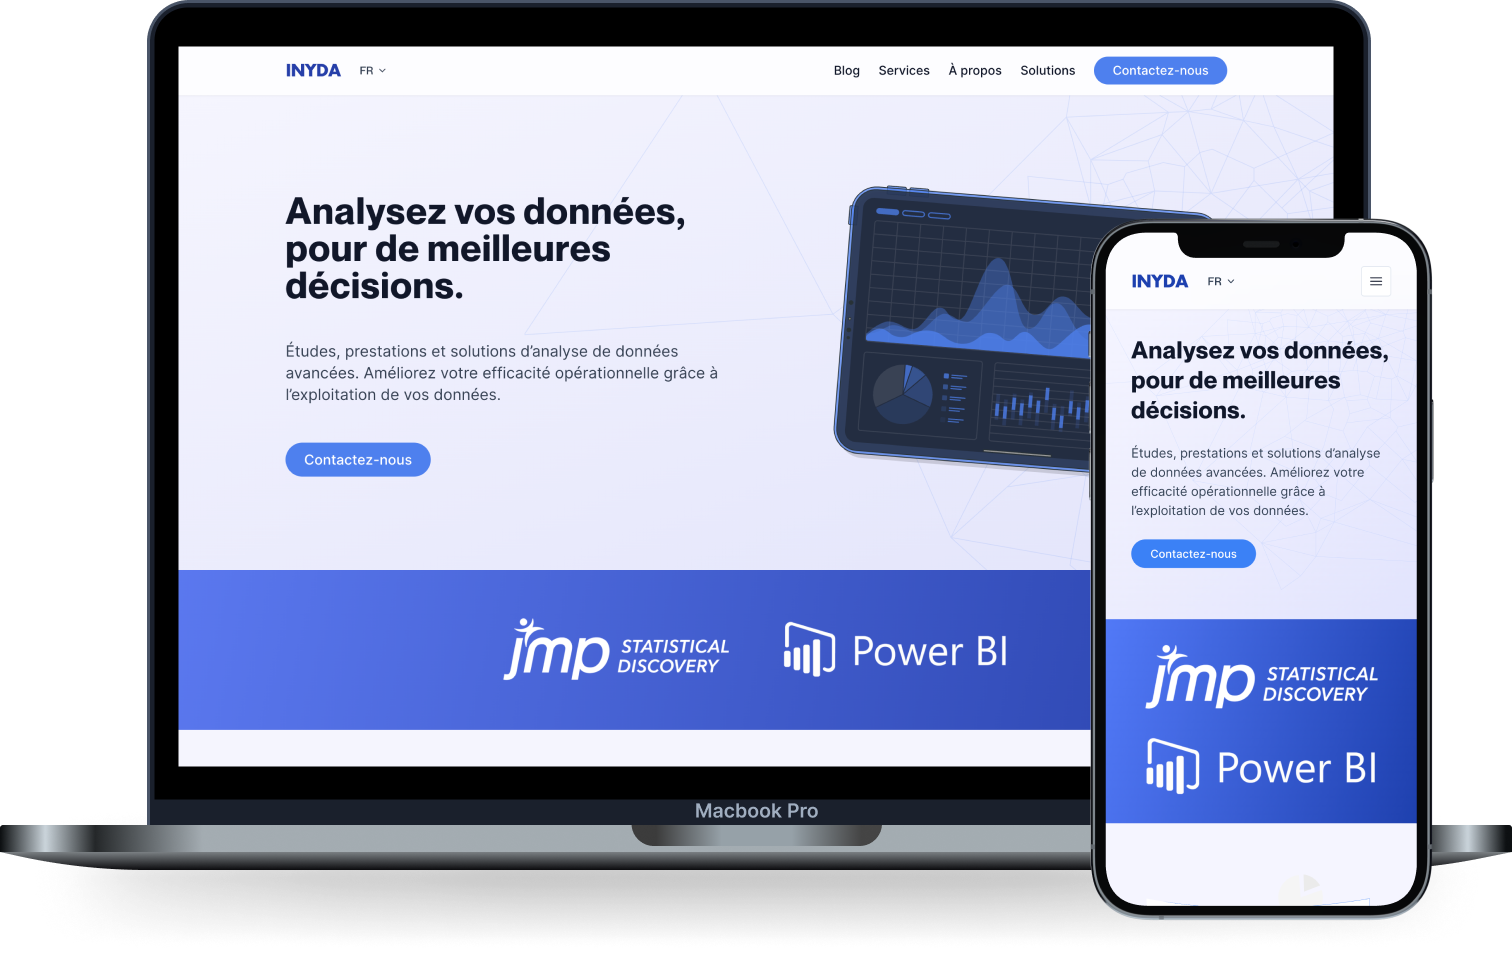 INYDA FR
Blog Services À propos Solutions Contactez-nous
Analysez vos données,
pour de meilleures
décisions.
Études, prestations et solutions d’analyse de données
avancées. Améliorez votre efficacité opérationnelle grâce à
l’exploitation de vos données.
Contactez-nous
jmp STATISTICAL
DISCOVERY
Power BI
Macbook Pro
INYDA FR
Analysez vos données,
pour de meilleures
décisions.
Études, prestations et solutions d’analyse
de données avancées. Améliorez votre
efficacité opérationnelle grâce à
l’exploitation de vos données.
Contactez-nous
jmp STATISTICAL
DISCOVERY
Power BI